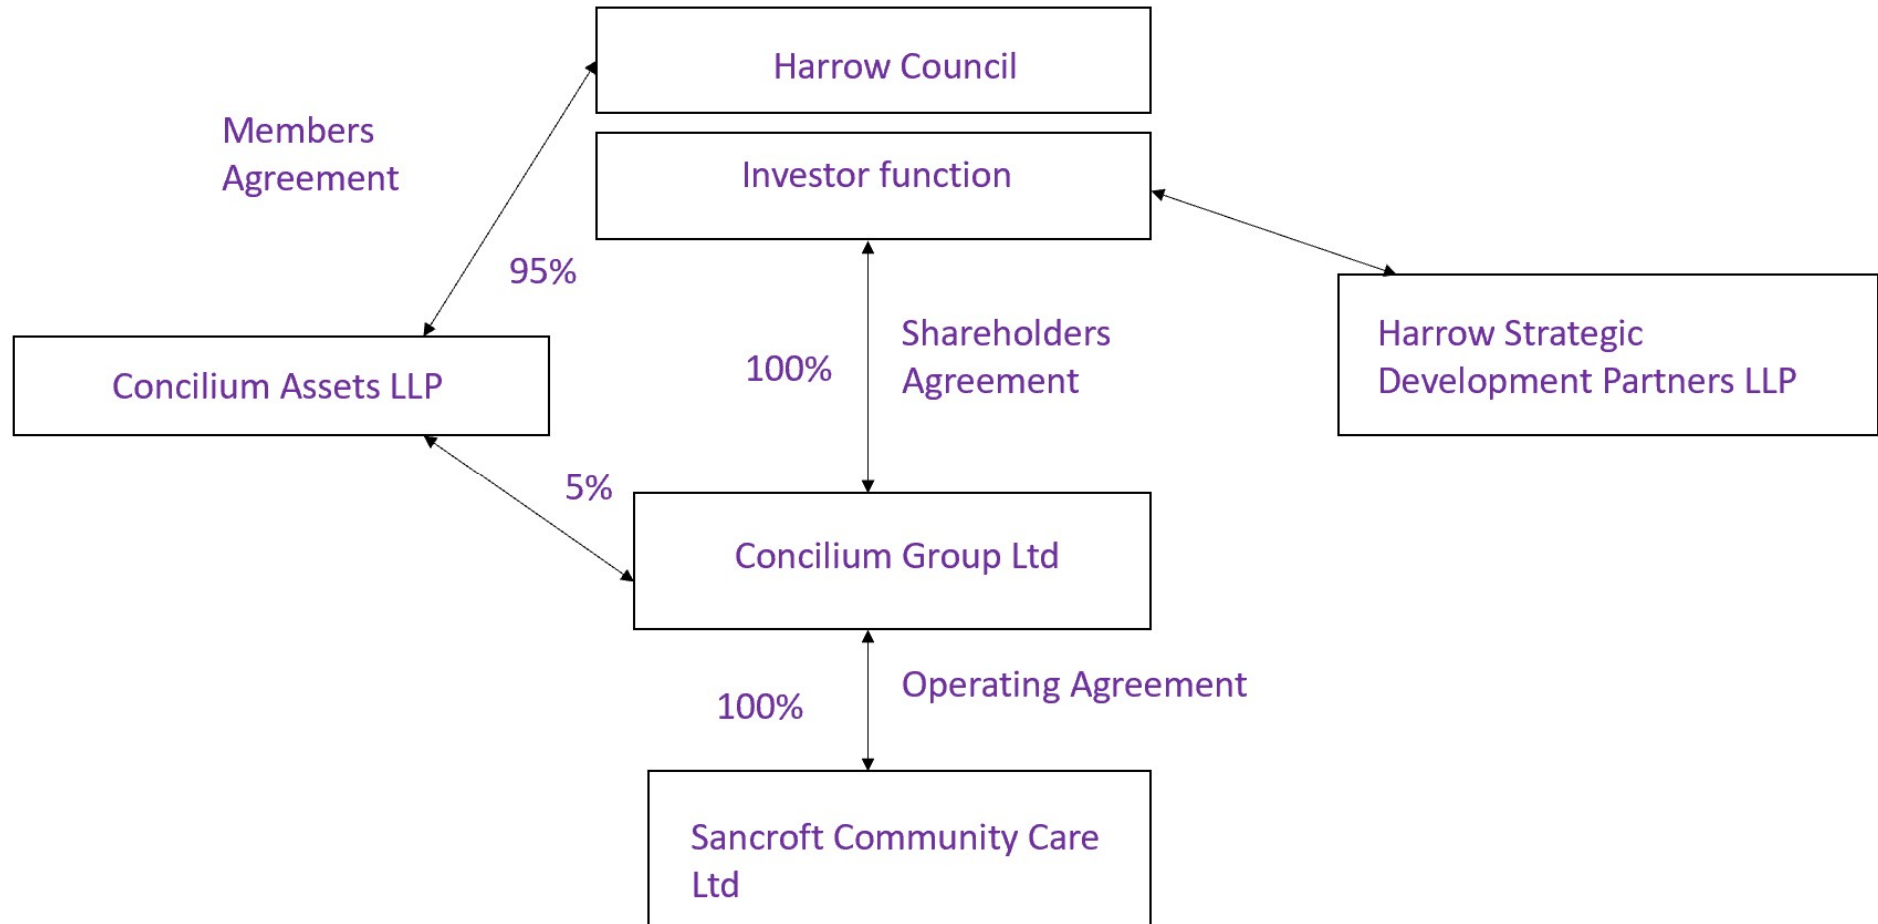 Harrow Council
Members
Agreement
Investor function
95%
Shareholders
Agreement
100%
Harrow Strategic
Development Partners LLP
Concilium Assets LLP
5%
Concilium Group Ltd
Operating Agreement
100%
Sancroft Community Care
Ltd